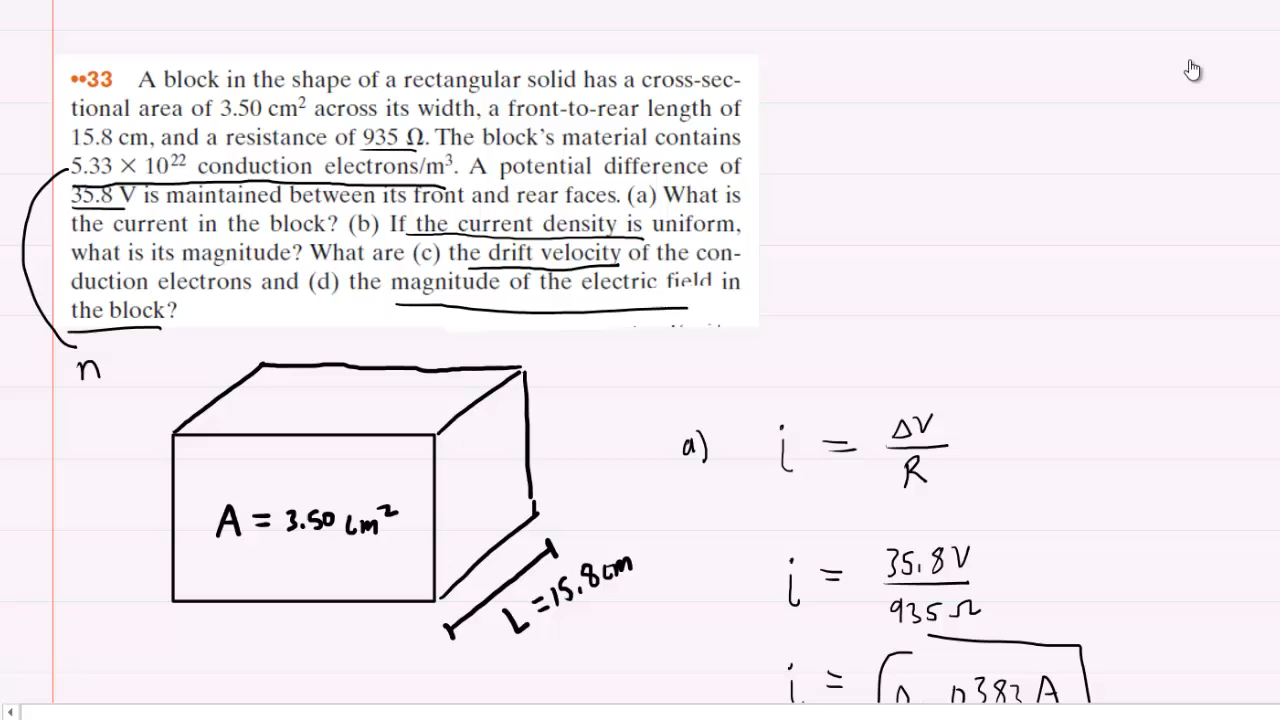 ••33 A block in the shape of a rectangular solid has a cross-sec-
tional area of 3.50 cm² across its width, a front-to-rear length of
15.8 cm, and a resistance of 935 Ω. The block's material contains
5.33 × 10²² conduction electrons/m³. A potential difference of
35.8 V is maintained between its front and rear faces. (a) What is
the current in the block? (b) If the current density is uniform,
what is its magnitude? What are (c) the drift velocity of the con-
duction electrons and (d) the magnitude of the electric field in
the block?
n
A = 3.50 cm²
L = 15.8 cm
a) i = ΔV / R
i = 35.8 V / 935 Ω
i = A